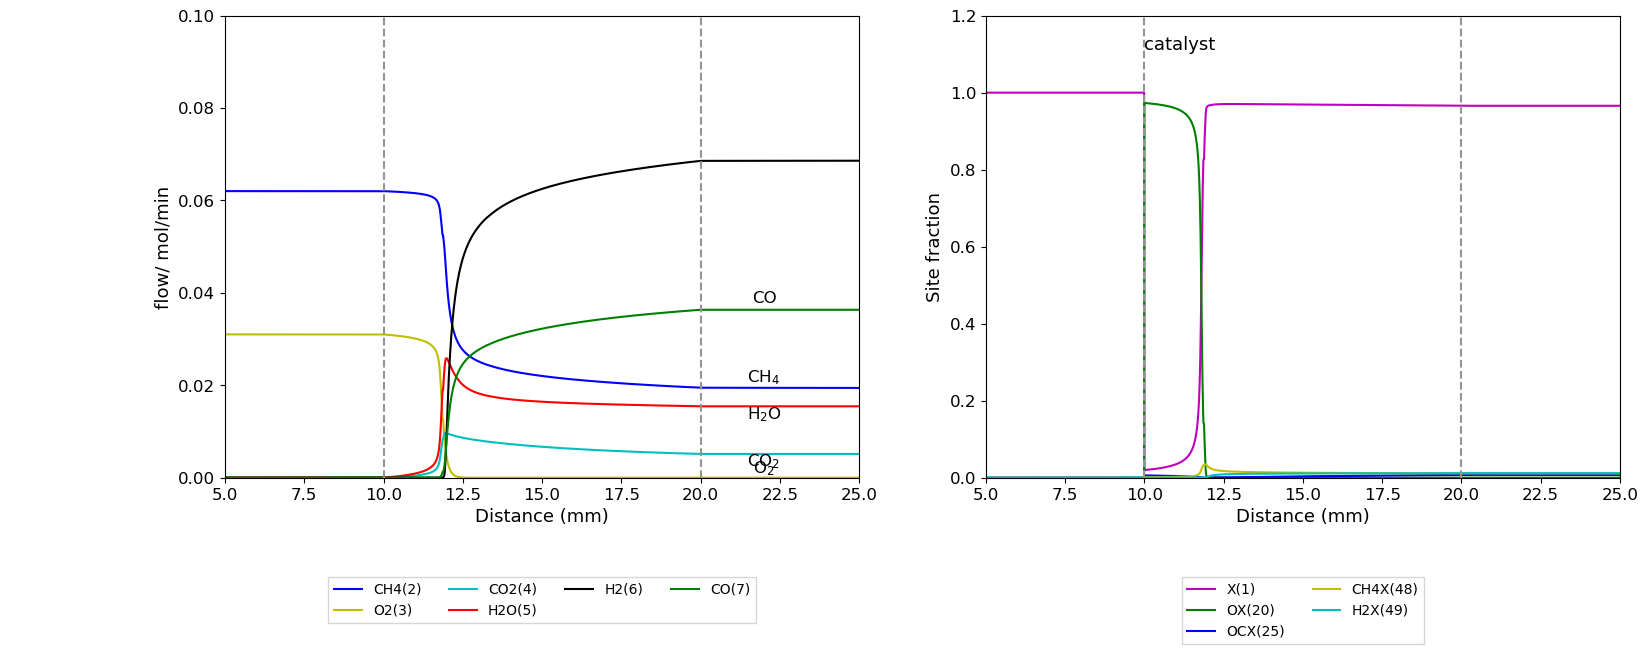 0.10
0.08
0.06
0.04
0.02
0.00
flow/ mol/min
CO
CH₄
H₂O
CO₂
O₂
5.0 7.5 10.0 12.5 15.0 17.5 20.0 22.5 25.0
Distance (mm)
CH4(2) CO2(4) H2(6) CO(7)
O2(3) H2O(5)
1.2
1.0
0.8
0.6
0.4
0.2
0.0
Site fraction
catalyst
5.0 7.5 10.0 12.5 15.0 17.5 20.0 22.5 25.0
Distance (mm)
X(1) CH4X(48)
OX(20) H2X(49)
OCX(25)